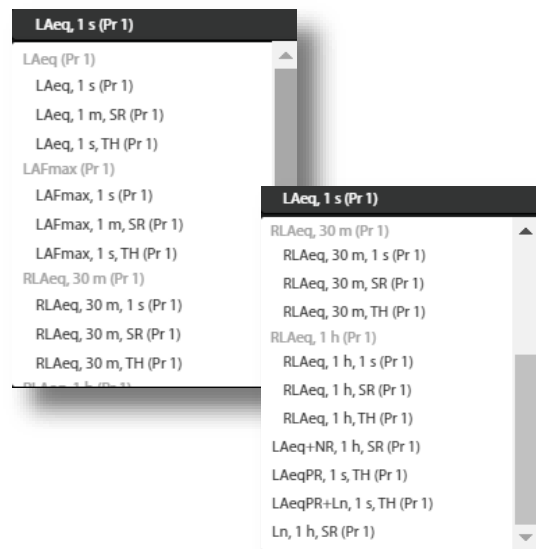 LAeq, 1 s (Pr 1)
LAeq (Pr 1)
LAeq, 1 s (Pr 1)
LAeq, 1 m, SR (Pr 1)
LAeq, 1 s, TH (Pr 1)
LAFmax (Pr 1)
LAFmax, 1 s (Pr 1)
LAFmax, 1 m, SR (Pr 1)
LAFmax, 1 s, TH (Pr 1)
RLAeq, 30 m (Pr 1)
RLAeq, 30 m, 1 s (Pr 1)
RLAeq, 30 m, SR (Pr 1)
RLAeq, 30 m, TH (Pr 1)
RLAeq, 1 h (Pr 1)
LAeq, 1 s (Pr 1)
RLAeq, 30 m (Pr 1)
RLAeq, 30 m, 1 s (Pr 1)
RLAeq, 30 m, SR (Pr 1)
RLAeq, 30 m, TH (Pr 1)
RLAeq, 1 h (Pr 1)
RLAeq, 1 h, 1 s (Pr 1)
RLAeq, 1 h, SR (Pr 1)
RLAeq, 1 h, TH (Pr 1)
LAeq+NR, 1 h, SR (Pr 1)
LAeqPR, 1 s, TH (Pr 1)
LAeqPR+Ln, 1 s, TH (Pr 1)
Ln, 1 h, SR (Pr 1)